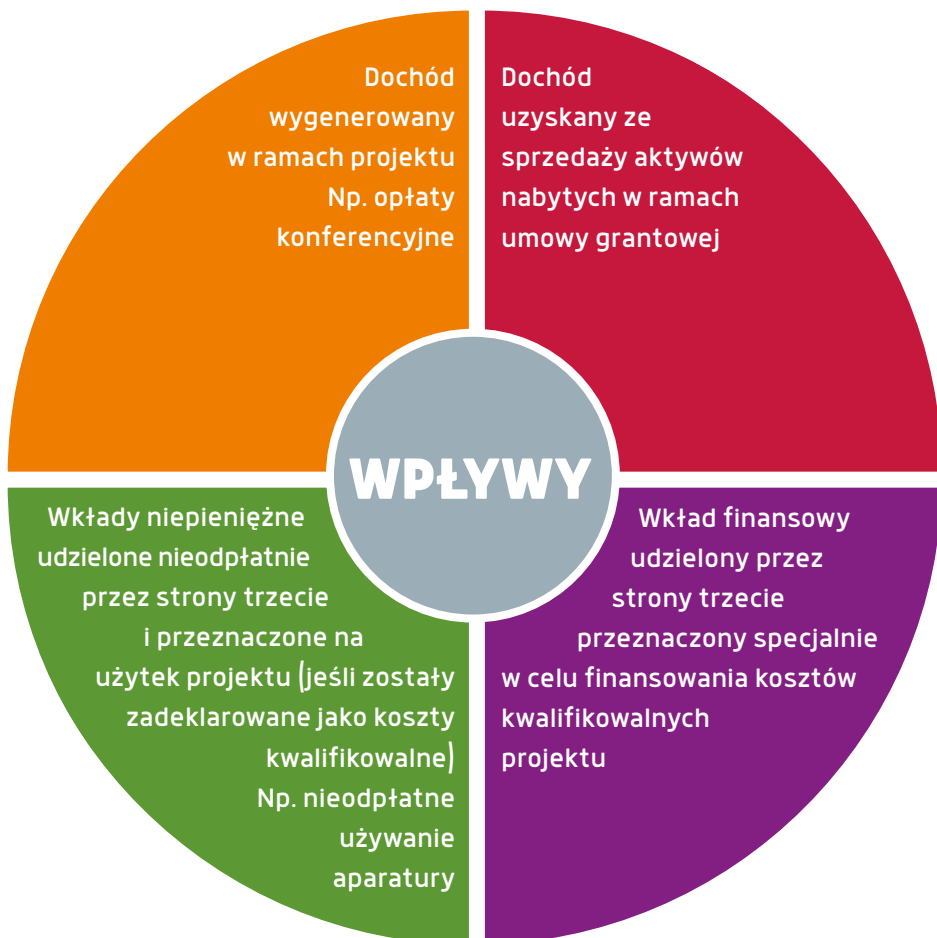 Dochód
wygenerowany
w ramach projektu
Np. opłaty
konferencyjne
Dochód
uzyskany ze
sprzedaży aktywów
nabytych w ramach
umowy grantowej
WPŁYWY
Wkłady niepieniężne
udzielone nieodpłatnie
przez strony trzecie
i przeznaczone na
użytek projektu (jeśli zostały
zadeklarowane jako koszty
kwalifikowalne)
Np. nieodpłatne
używanie
aparatury
Wkład finansowy
udzielony przez
strony trzecie
przeznaczony specjalnie
w celu finansowania kosztów
kwalifikowalnych
projektu